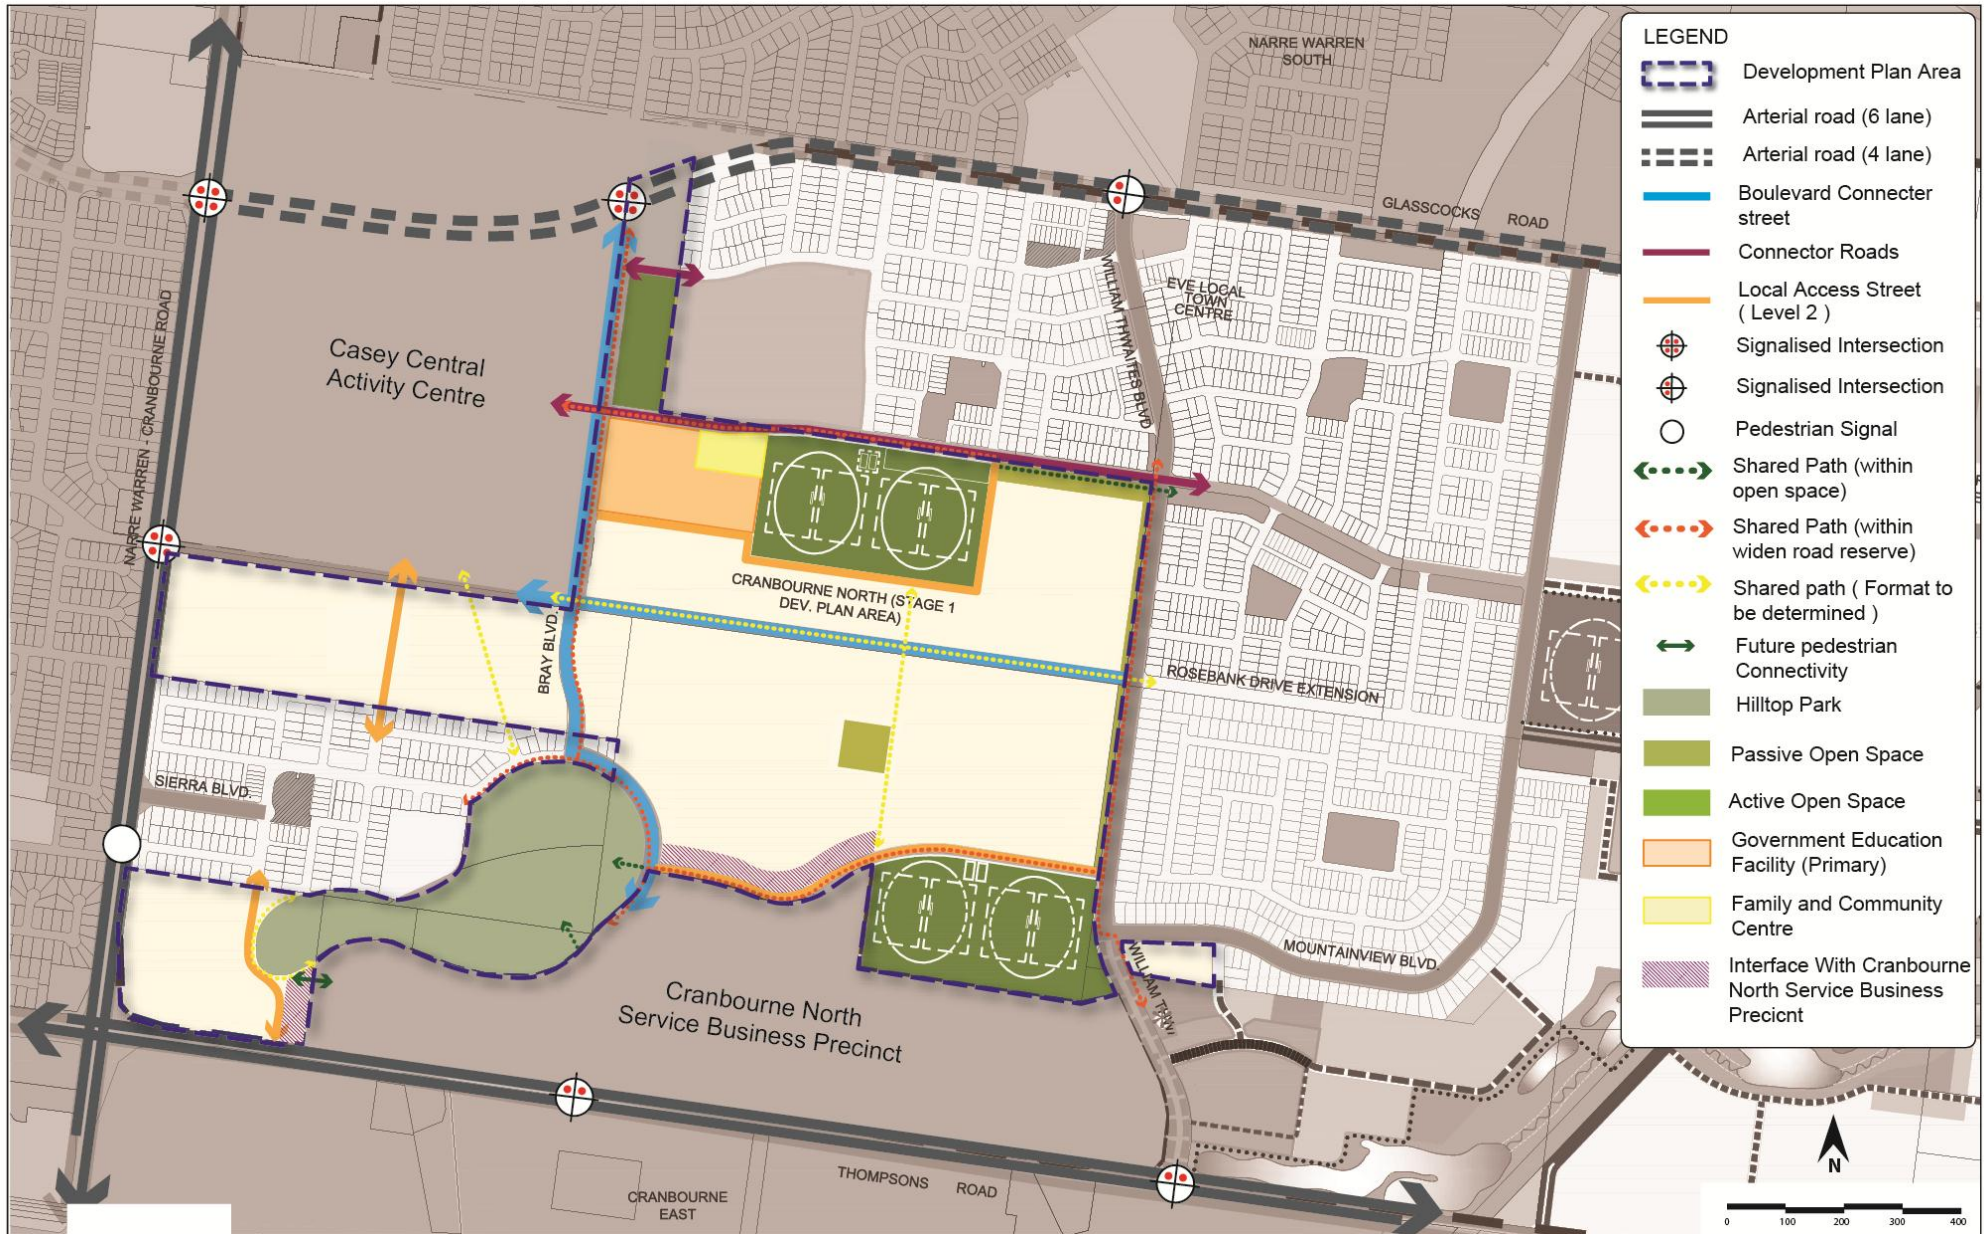 NARRE WARREN
SOUTH
GLASSCOCKS ROAD
NARRE WARREN - CRANBOURNE ROAD
Casey Central
Activity Centre
WILLIAM THWAITES BLVD
EVE LOCAL
TOWN
CENTRE
CRANBOURNE NORTH (STAGE 1
DEV. PLAN AREA)
BRAY BLVD.
ROSEBANK DRIVE EXTENSION
SIERRA BLVD.
MOUNTAINVIEW BLVD.
WILLIAM THW
Cranbourne North
Service Business Precinct
THOMPSONS ROAD
CRANBOURNE
EAST
LEGEND
Development Plan Area
Arterial road (6 lane)
Arterial road (4 lane)
Boulevard Connecter
street
Connector Roads
Local Access Street
( Level 2 )
Signalised Intersection
Signalised Intersection
Pedestrian Signal
Shared Path (within
open space)
Shared Path (within
widen road reserve)
Shared path ( Format to
be determined )
Future pedestrian
Connectivity
Hilltop Park
Passive Open Space
Active Open Space
Government Education
Facility (Primary)
Family and Community
Centre
Interface With Cranbourne
North Service Business
Precicnt
N
0 100 200 300 400